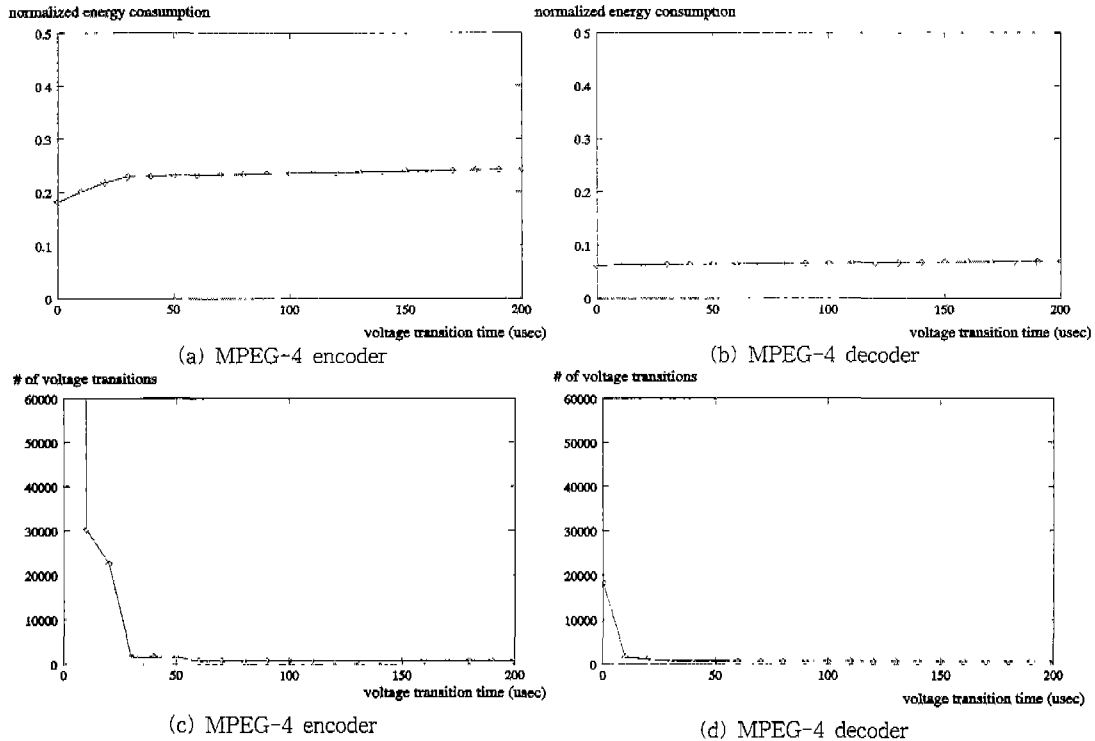 normalized energy consumption
0.5
0.4
0.3
0.2
0.1
0
0 50 100 150 200
voltage transition time (usec)
(a) MPEG-4 encoder
normalized energy consumption
0.5
0.4
0.3
0.2
0.1
0
0 50 100 150 200
voltage transition time (usec)
(b) MPEG-4 decoder
# of voltage transitions
60000
50000
40000
30000
20000
10000
0
0 50 100 150 200
voltage transition time (usec)
(c) MPEG-4 encoder
# of voltage transitions
60000
50000
40000
30000
20000
10000
0
0 50 100 150 200
voltage transition time (usec)
(d) MPEG-4 decoder